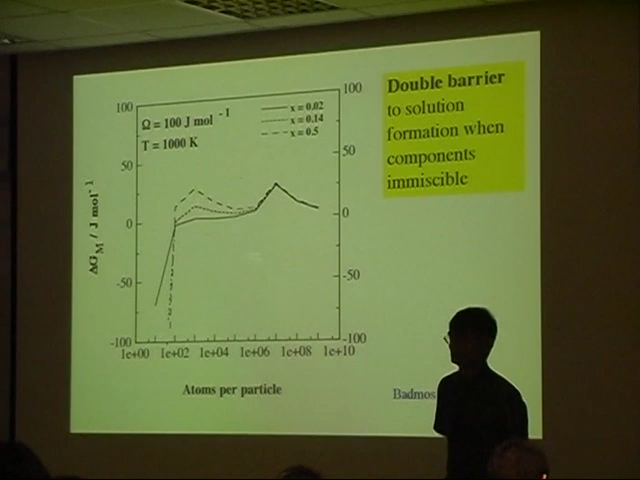 Double barrier
to solution
formation when
components
immiscible
Ω = 100 J mol -1
T = 1000 K
x = 0.02
x = 0.14
x = 0.5
100
50
0
-50
-100
100
50
0
-50
-100
ΔG M / J mol -1
1e+00 1e+02 1e+04 1e+06 1e+08 1e+10
Atoms per particle
Badmos